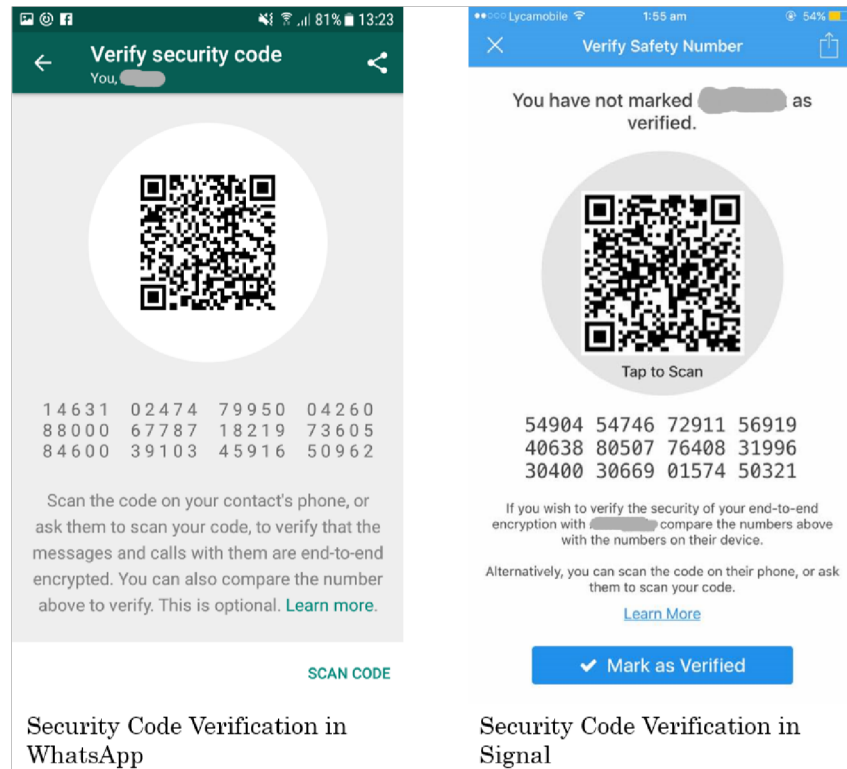 81% 13:23
Verify security code
You,
14631 02474 79950 04260
88000 67787 18219 73605
84600 39103 45916 50962
Scan the code on your contact's phone, or
ask them to scan your code, to verify that the
messages and calls with them are end-to-end
encrypted. You can also compare the number
above to verify. This is optional. Learn more.
SCAN CODE
Security Code Verification in
WhatsApp
Lycamobile 1:55 am 54%
Verify Safety Number
You have not marked as
verified.
Tap to Scan
54904 54746 72911 56919
40638 80507 76408 31996
30400 30669 01574 50321
If you wish to verify the security of your end-to-end
encryption with compare the numbers above
with the numbers on their device.
Alternatively, you can scan the code on their phone, or ask
them to scan your code.
Learn More
Mark as Verified
Security Code Verification in
Signal